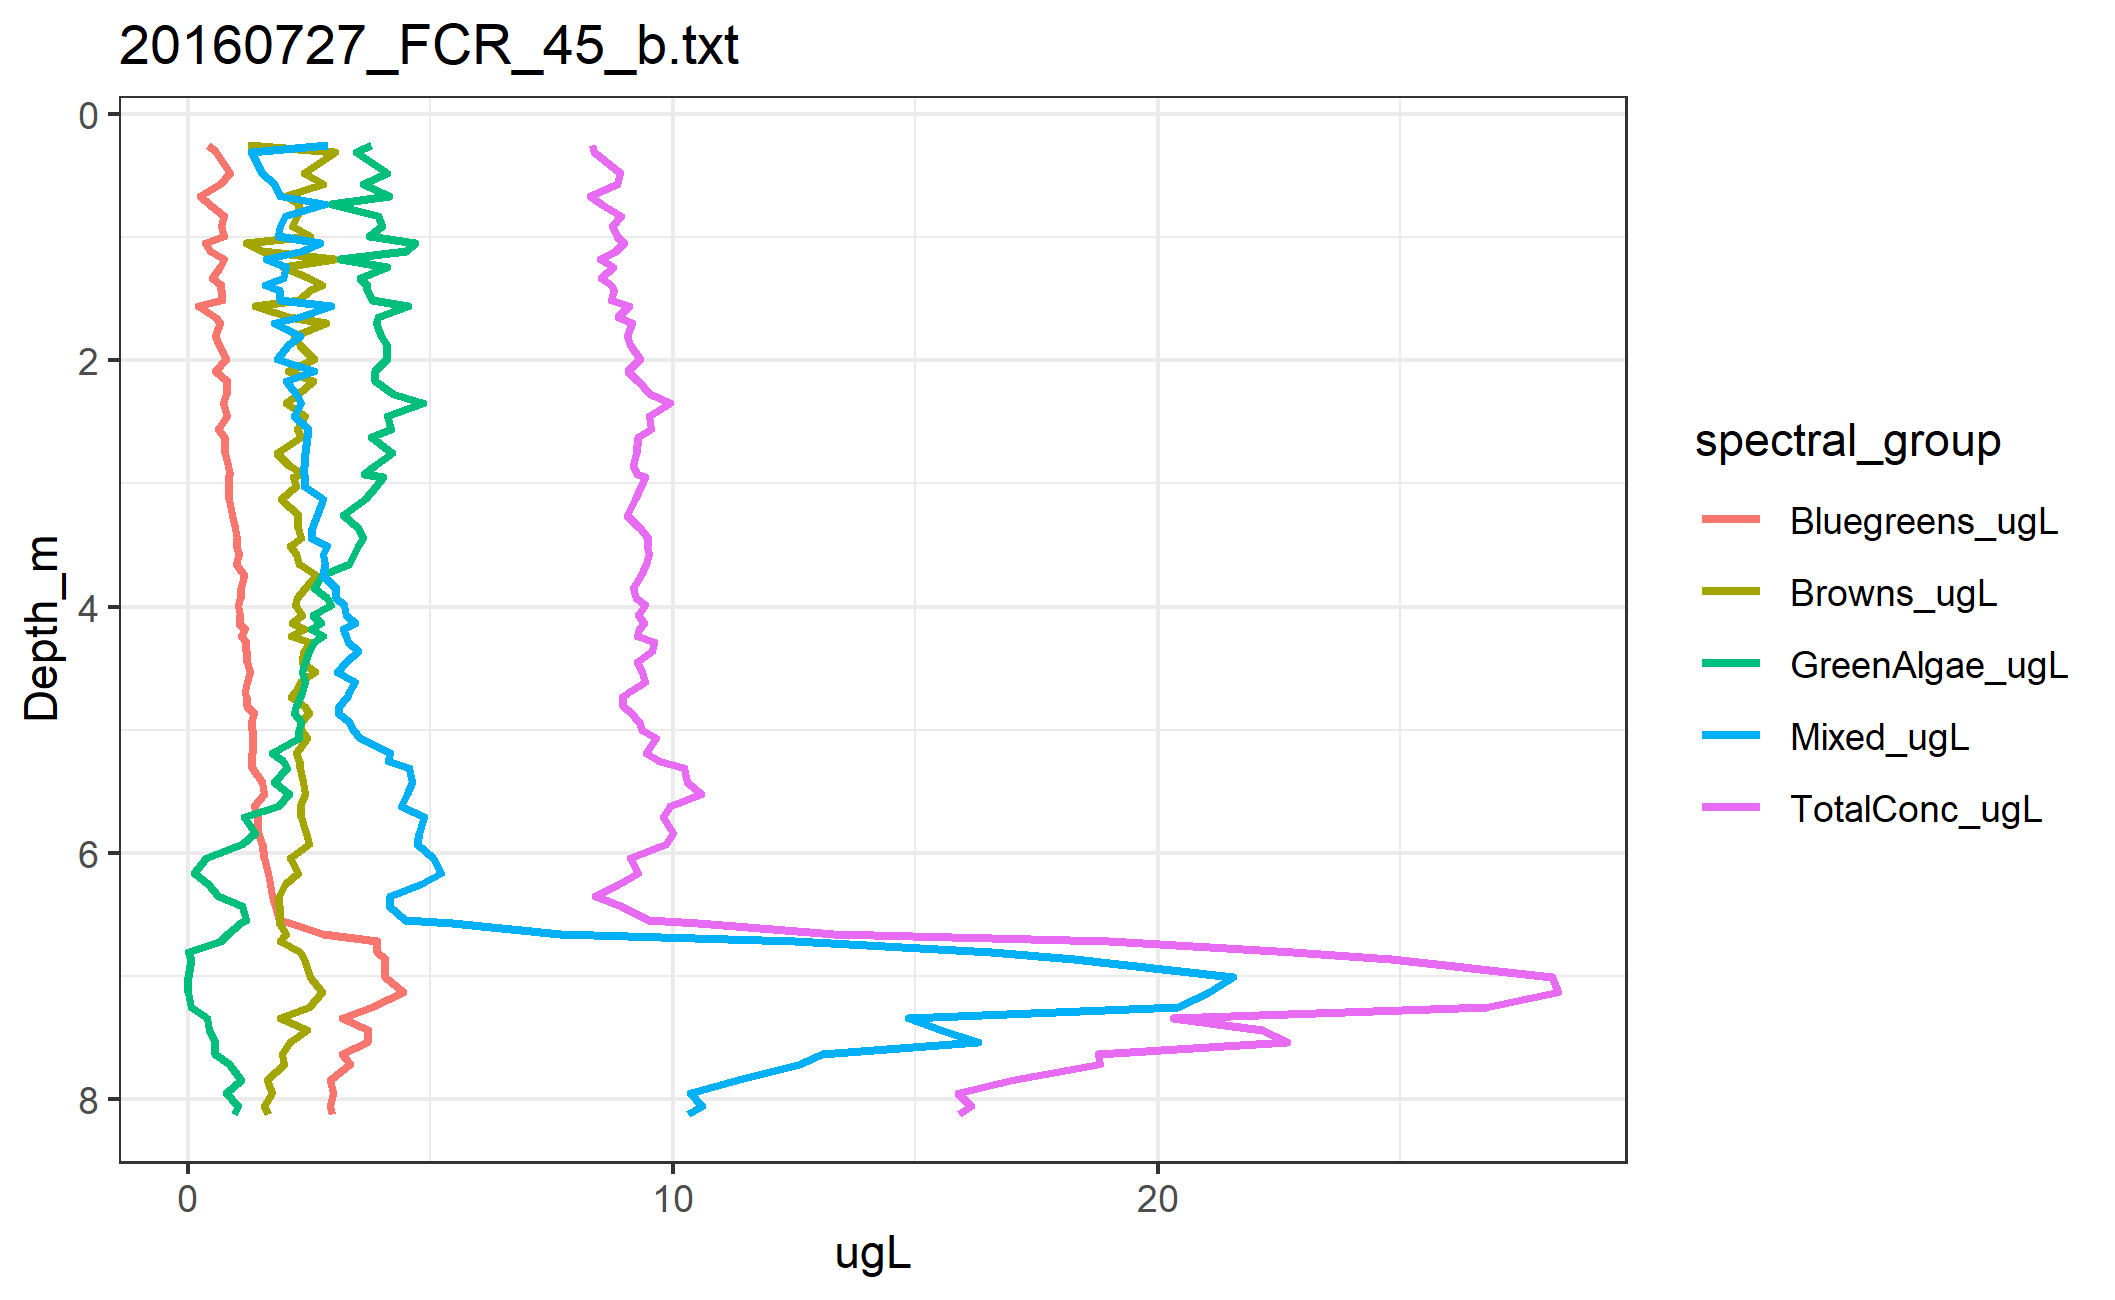 20160727_FCR_45_b.txt
0
2
4
6
8
Depth_m
0 10 20
ugL
spectral_group
Bluegreens_ugL
Browns_ugL
GreenAlgae_ugL
Mixed_ugL
TotalConc_ugL